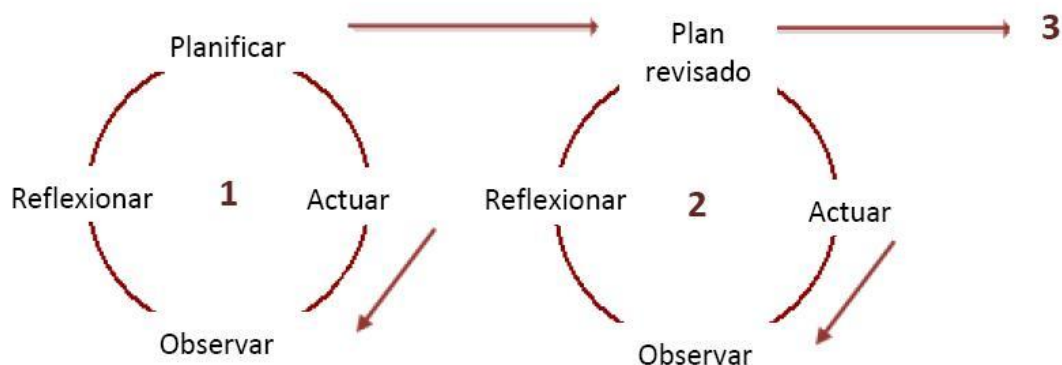 Planificar
Reflexionar
1
Actuar
Observar
Plan
revisado
Reflexionar
2
Actuar
Observar
3